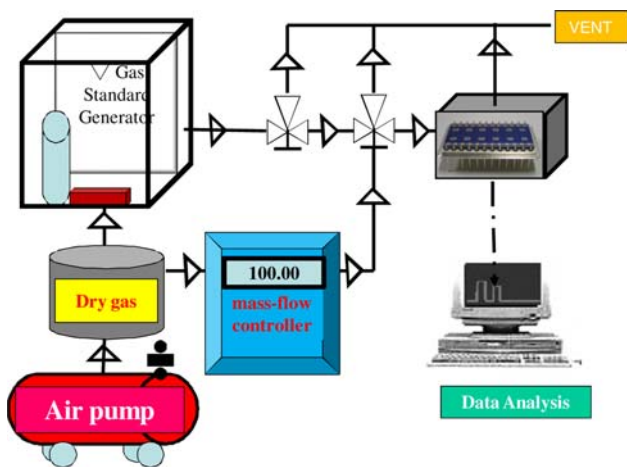 VENT
Gas
Standard
Generator
Dry gas
100.00
mass-flow
controller
Air pump
Data Analysis